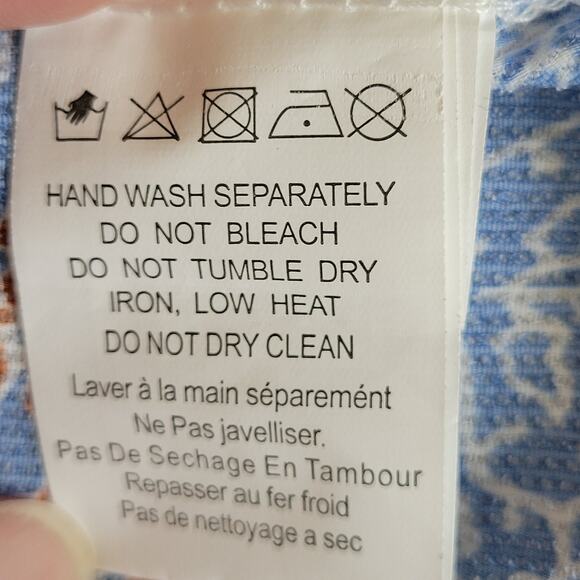 HAND WASH SEPARATELY
DO NOT BLEACH
DO NOT TUMBLE DRY
IRON, LOW HEAT
DO NOT DRY CLEAN
Laver à la main séparemént
Ne Pas javelliser.
Pas De Sechage En Tambour
Repasser au fer froid
Pas de nettoyage a sec